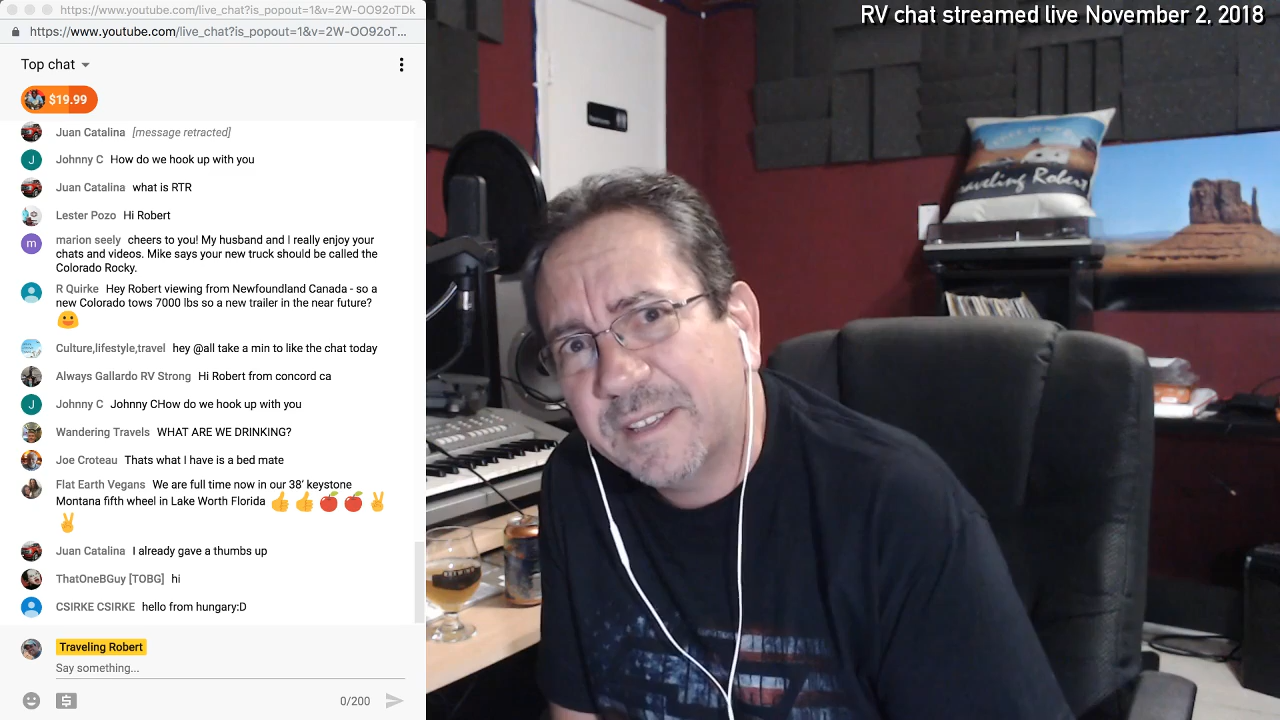 https://www.youtube.com/live_chat?is_popout=1&v=2W-OO92oTDk
https://www.youtube.com/live_chat?is_popout=1&v=2W-OO92oT...
RV chat streamed live November 2, 2018
Top chat
$19.99
Juan Catalina [message retracted]
Johnny C How do we hook up with you
Juan Catalina what is RTR
Lester Pozo Hi Robert
marion seely cheers to you! My husband and I really enjoy your
chats and videos. Mike says your new truck should be called the
Colorado Rocky.
R Quirke Hey Robert viewing from Newfoundland Canada - so a
new Colorado tows 7000 lbs so a new trailer in the near future?
😃
Culture,lifestyle,travel hey @all take a min to like the chat today
Always Gallardo RV Strong Hi Robert from concord ca
Johnny C Johnny CHow do we hook up with you
Wandering Travels WHAT ARE WE DRINKING?
Joe Croteau Thats what I have is a bed mate
Flat Earth Vegans We are full time now in our 38' keystone
Montana fifth wheel in Lake Worth Florida 👍👍🍎🍎✌
✌
Juan Catalina I already gave a thumbs up
ThatOneBGuy [TOBG] hi
CSIRKE CSIRKE hello from hungary:D
Traveling Robert
Say something...
0/200
J
m
J
raveling Robert